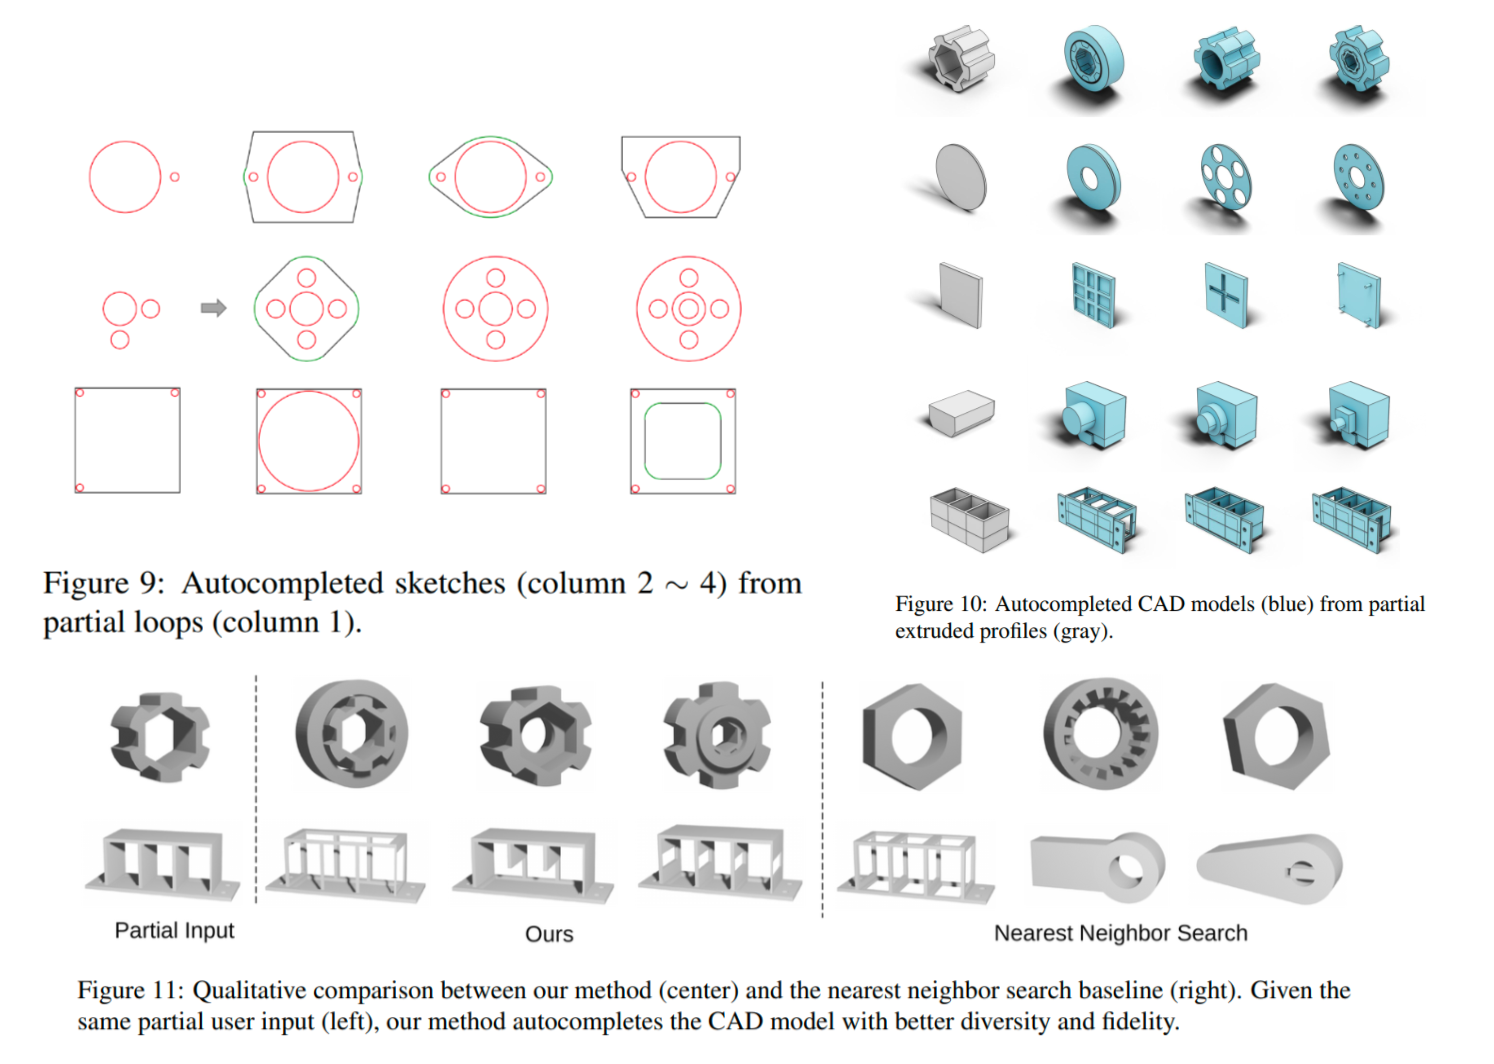 Figure 9: Autocompleted sketches (column 2 ∼ 4) from
partial loops (column 1).
Figure 10: Autocompleted CAD models (blue) from partial
extruded profiles (gray).
Partial Input
Ours
Nearest Neighbor Search
Figure 11: Qualitative comparison between our method (center) and the nearest neighbor search baseline (right). Given the
same partial user input (left), our method autocompletes the CAD model with better diversity and fidelity.